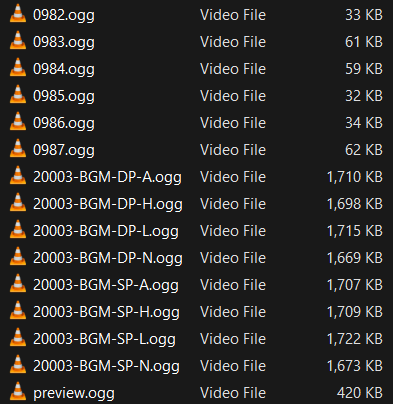 0982.ogg Video File 33 KB
0983.ogg Video File 61 KB
0984.ogg Video File 59 KB
0985.ogg Video File 32 KB
0986.ogg Video File 34 KB
0987.ogg Video File 62 KB
20003-BGM-DP-A.ogg Video File 1,710 KB
20003-BGM-DP-H.ogg Video File 1,698 KB
20003-BGM-DP-L.ogg Video File 1,715 KB
20003-BGM-DP-N.ogg Video File 1,669 KB
20003-BGM-SP-A.ogg Video File 1,707 KB
20003-BGM-SP-H.ogg Video File 1,709 KB
20003-BGM-SP-L.ogg Video File 1,722 KB
20003-BGM-SP-N.ogg Video File 1,673 KB
preview.ogg Video File 420 KB